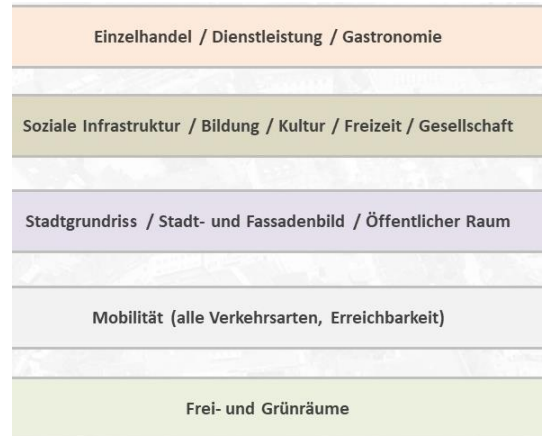 Einzelhandel / Dienstleistung / Gastronomie
Soziale Infrastruktur / Bildung / Kultur / Freizeit / Gesellschaft
Stadtgrundriss / Stadt- und Fassadenbild / Öffentlicher Raum
Mobilität (alle Verkehrsarten, Erreichbarkeit)
Frei- und Grünräume